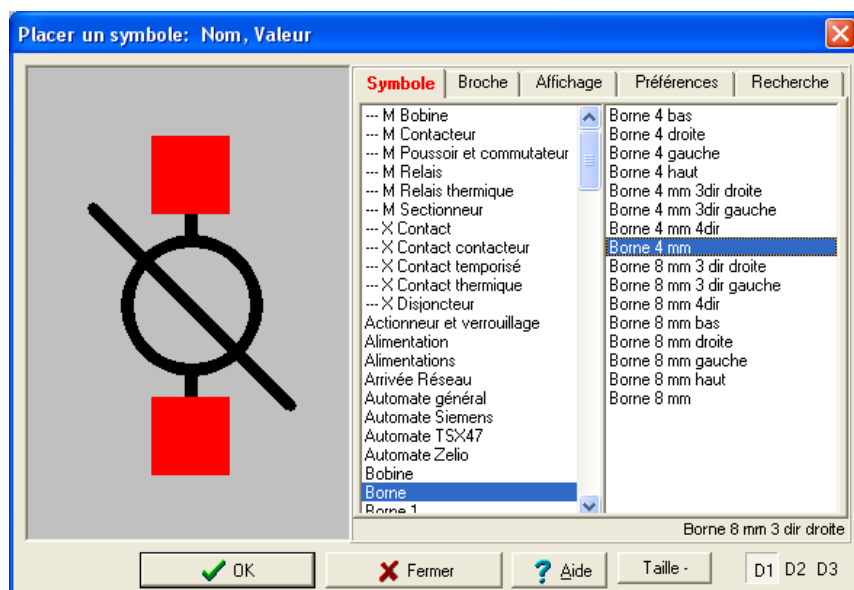 Placer un symbole: Nom, Valeur
Symbole
Broche
Affichage
Préférences
Recherche
--- M Bobine
--- M Contacteur
--- M Poussoir et commutateur
--- M Relais
--- M Relais thermique
--- M Sectionneur
--- X Contact
--- X Contact contacteur
--- X Contact temporisé
--- X Contact thermique
--- X Disjoncteur
Actionneur et verrouillage
Alimentation
Alimentations
Arrivée Réseau
Automate général
Automate Siemens
Automate TSX47
Automate Zelio
Bobine
Borne
Borne 1
Borne 4 bas
Borne 4 droite
Borne 4 gauche
Borne 4 haut
Borne 4 mm 3dir droite
Borne 4 mm 3dir gauche
Borne 4 mm 4dir
Borne 4 mm
Borne 8 mm 3 dir droite
Borne 8 mm 3 dir gauche
Borne 8 mm 4dir
Borne 8 mm bas
Borne 8 mm droite
Borne 8 mm gauche
Borne 8 mm haut
Borne 8 mm
Borne 8 mm 3 dir droite
OK
Fermer
? Aide
Taille -
D1 D2 D3